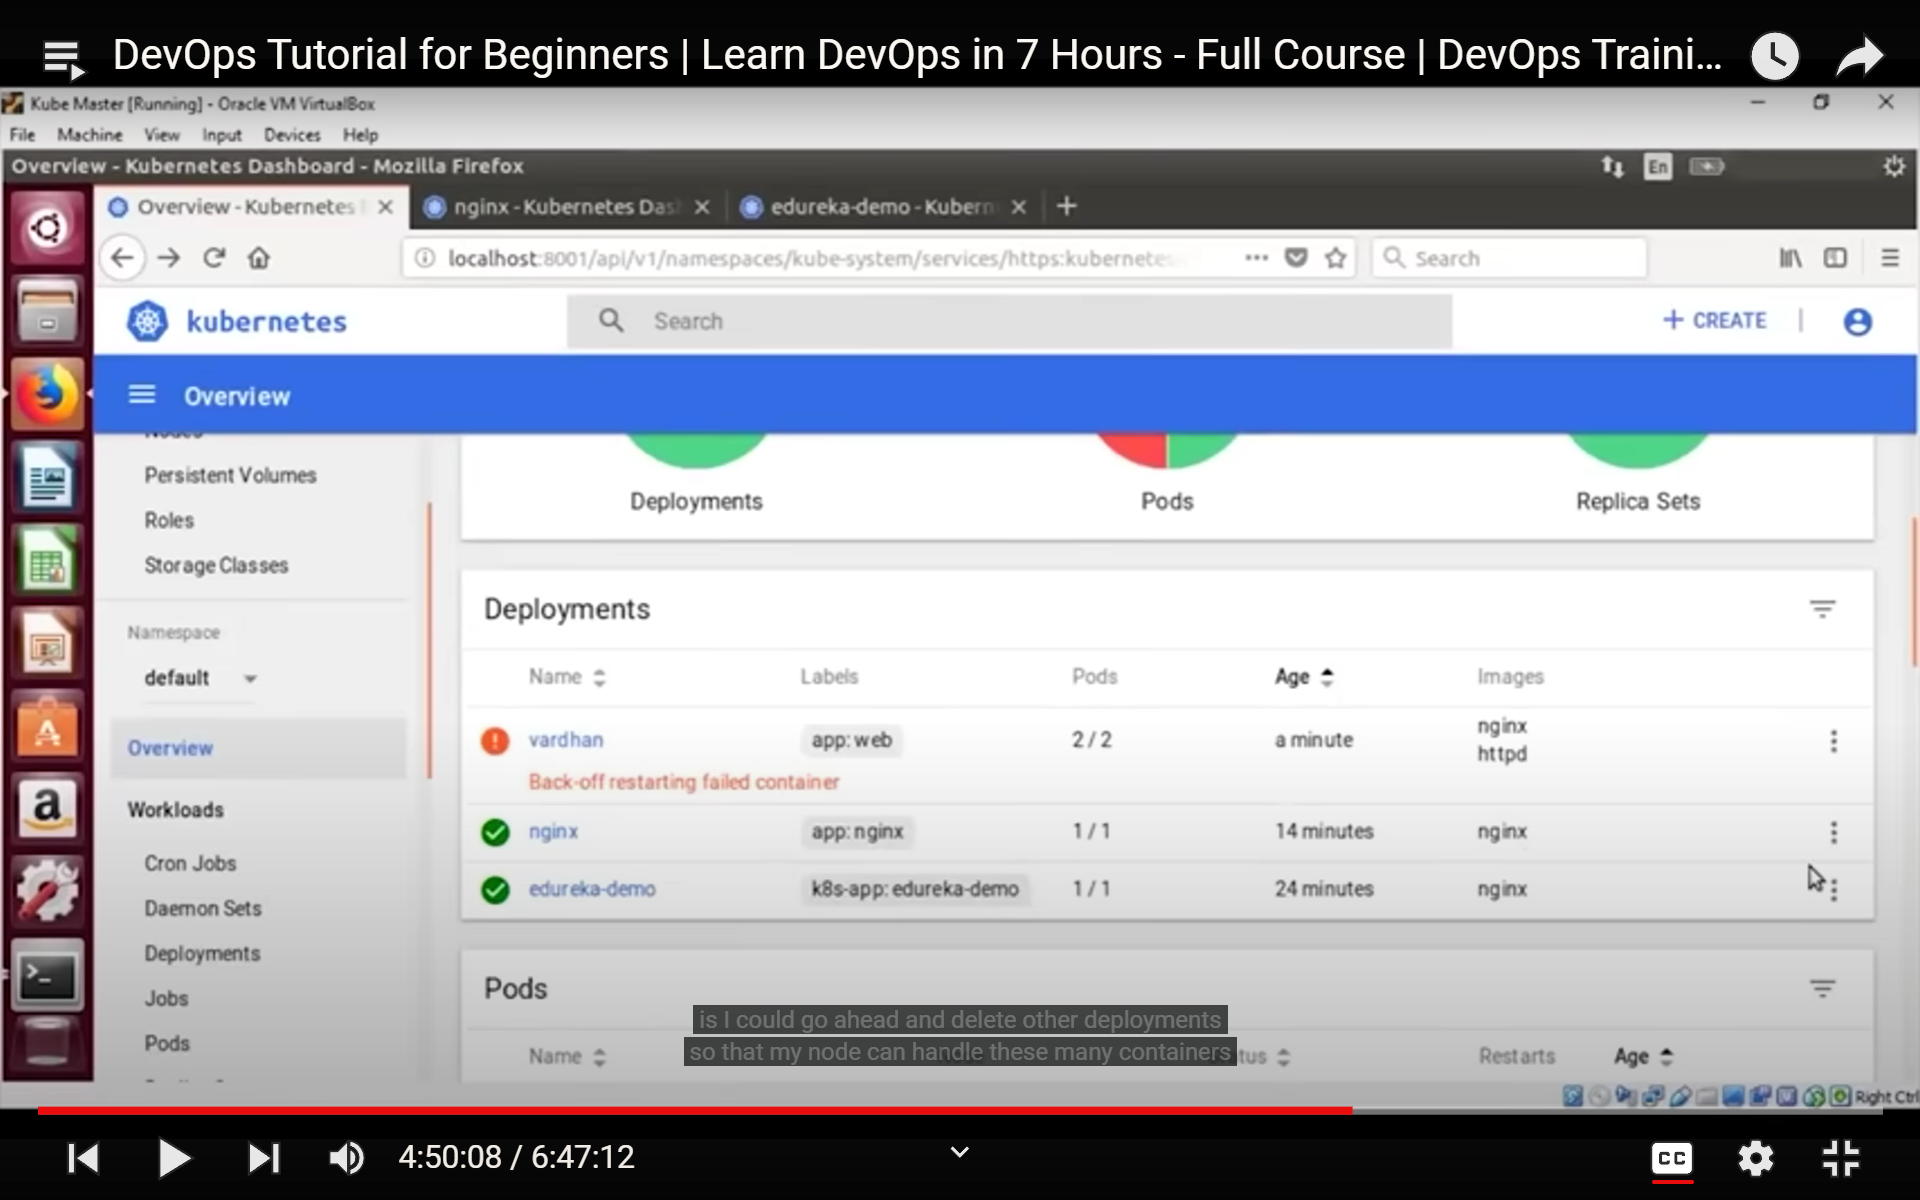 DevOps Tutorial for Beginners | Learn DevOps in 7 Hours - Full Course | DevOps Traini...
Kube Master [Running] - Oracle VM VirtualBox
File Machine View Input Devices Help
Overview - Kubernetes Dashboard - Mozilla Firefox
En
Overview - Kubernetes
nginx - Kubernetes Das
edureka-demo - Kubern
localhost:8001/api/v1/namespaces/kube-system/services/https:kubernetes
Search
kubernetes
Search
+ CREATE
Overview
Nodes
Persistent Volumes
Roles
Storage Classes
Namespace
default
Overview
Workloads
Cron Jobs
Daemon Sets
Deployments
Jobs
Pods
Deployments
Pods
Replica Sets
Deployments
Name Labels Pods Age Images
vardhan app: web 2 / 2 a minute nginx
httpd
Back-off restarting failed container
nginx app: nginx 1 / 1 14 minutes nginx
edureka-demo k8s-app: edureka-demo 1 / 1 24 minutes nginx
Pods
Name tus Restarts Age
is I could go ahead and delete other deployments
so that my node can handle these many containers
Right Ctrl
4:50:08 / 6:47:12
CC